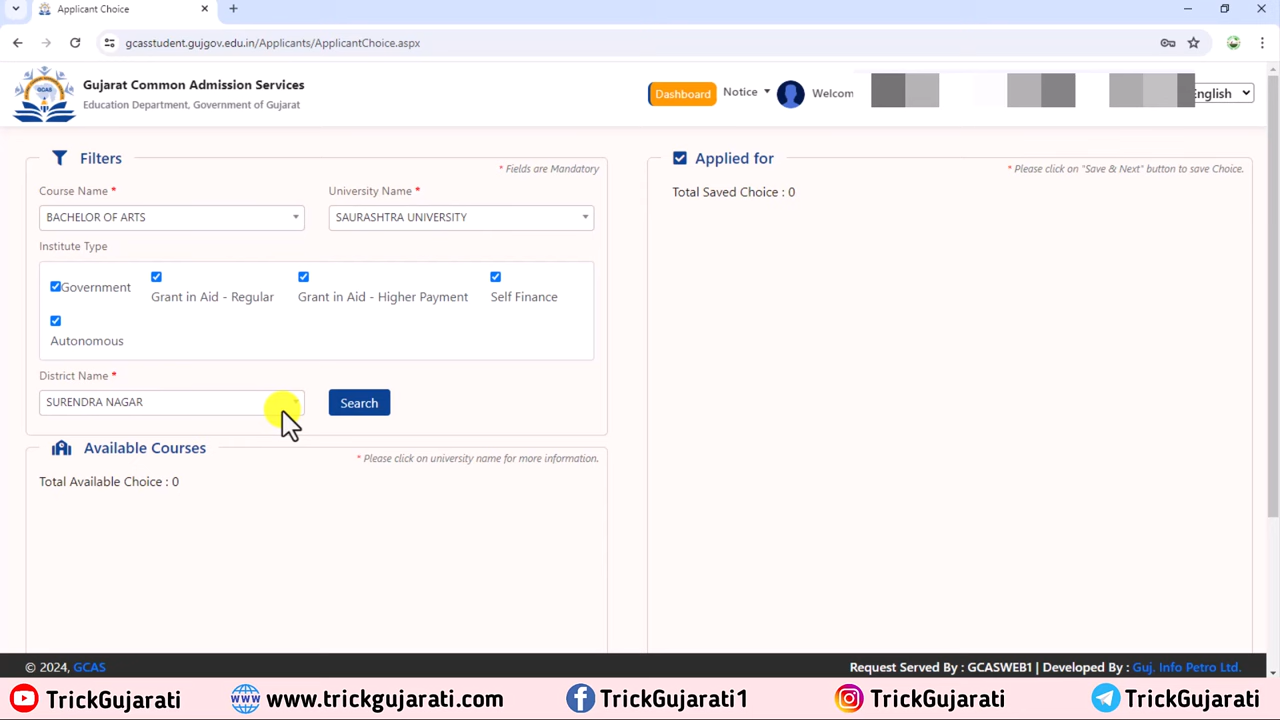 Applicant Choice
gcasstudent.gujgov.edu.in/Applicants/ApplicantChoice.aspx
Gujarat Common Admission Services
Education Department, Government of Gujarat
Dashboard Notice Welcom English
Filters
* Fields are Mandatory
Course Name * University Name *
BACHELOR OF ARTS SAURASHTRA UNIVERSITY
Institute Type
Government Grant in Aid - Regular Grant in Aid - Higher Payment Self Finance
Autonomous
District Name *
SURENDRA NAGAR Search
Available Courses
* Please click on university name for more information.
Total Available Choice : 0
Applied for
* Please click on "Save & Next" button to save Choice.
Total Saved Choice : 0
© 2024, GCAS Request Served By : GCASWEB1 | Developed By : Guj. Info Petro Ltd.
TrickGujarati www.trickgujarati.com TrickGujarati1 TrickGujarati TrickGujarati